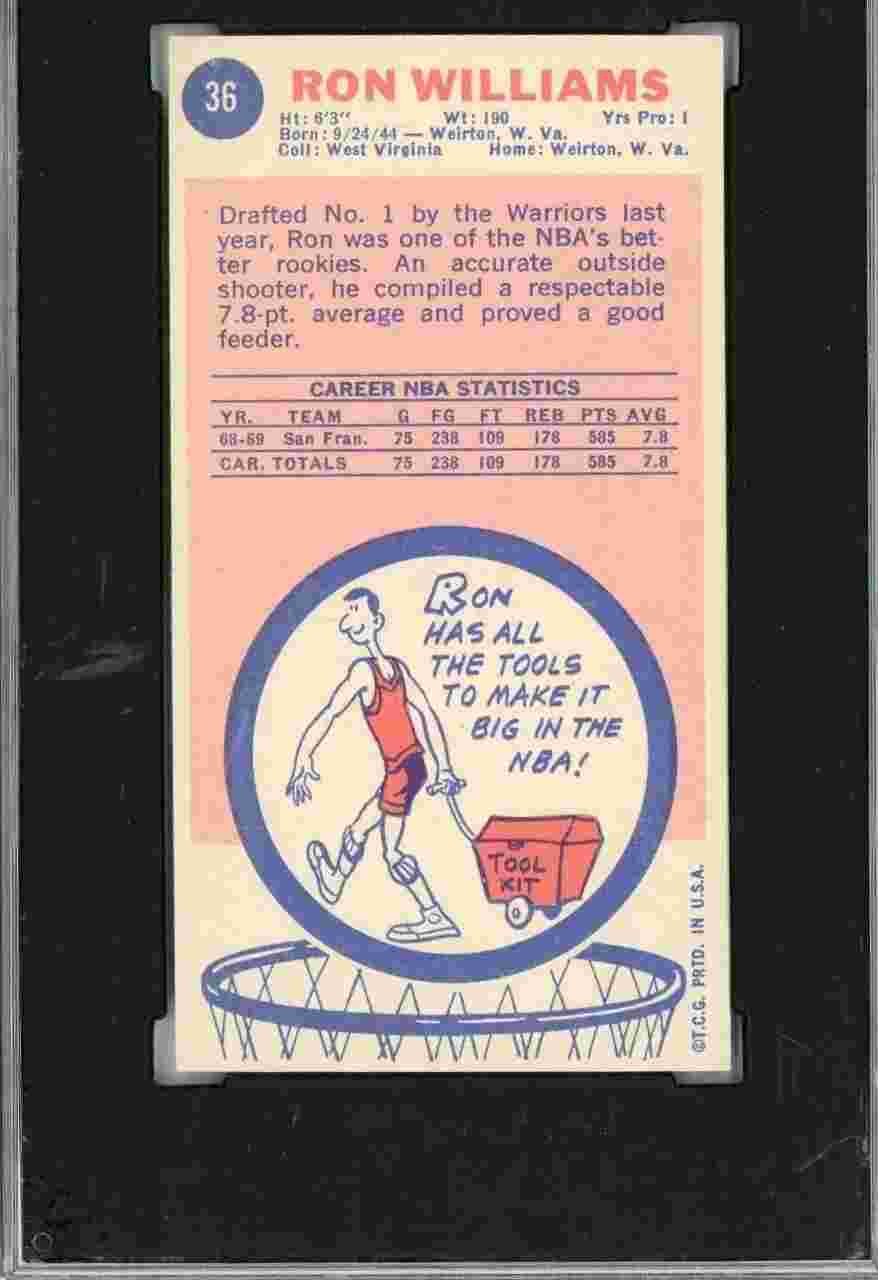 36
RON WILLIAMS
Ht: 6'3" Wt: 190 Yrs Pro: 1
Born: 9/24/44 — Weirton, W. Va.
Coll: West Virginia Home: Weirton, W. Va.
Drafted No. 1 by the Warriors last
year, Ron was one of the NBA's bet-
ter rookies. An accurate outside
shooter, he compiled a respectable
7.8-pt. average and proved a good
feeder.
CAREER NBA STATISTICS
YR. TEAM G FG FT REB PTS AVG
68-69 San Fran. 75 238 109 178 585 7.8
CAR. TOTALS 75 238 109 178 585 7.8
RON
HAS ALL
THE TOOLS
TO MAKE IT
BIG IN THE
NBA!
TOOL
KIT
©T.C.G. PRTD. IN U.S.A.